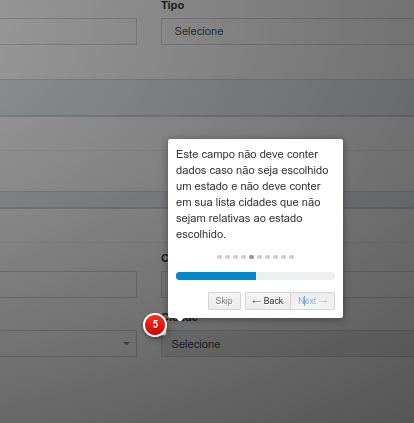 Tipo
Selecione
Este campo não deve conter
dados caso não seja escolhido
um estado e não deve conter
em sua lista cidades que não
sejam relativas ao estado
escolhido.
Skip
← Back
Next →
5
Selecione